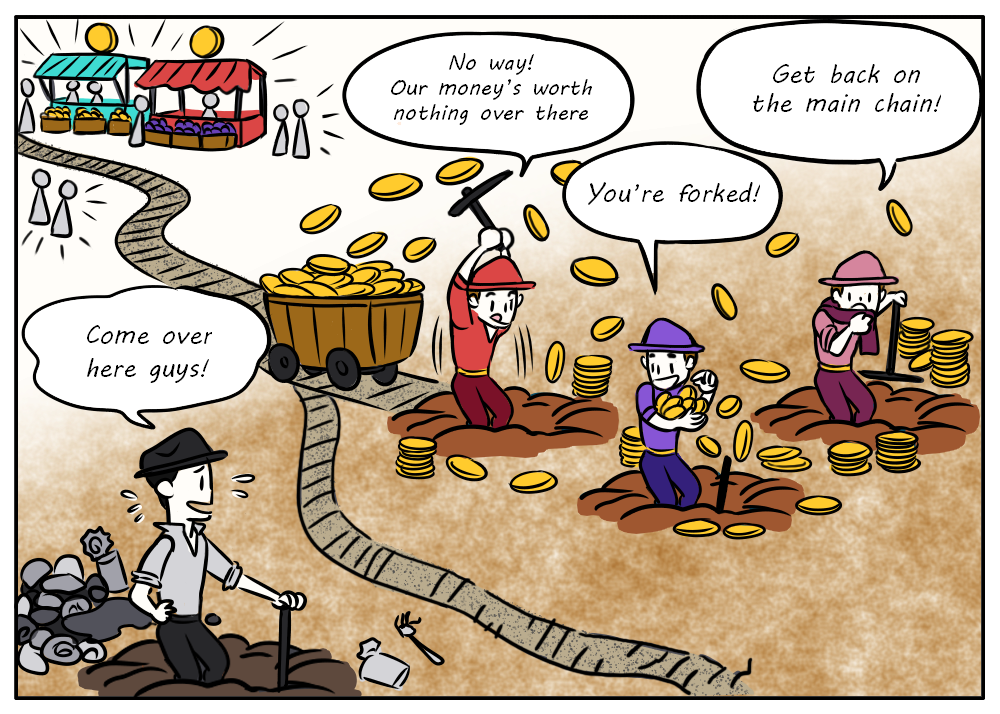 No way!
Our money's worth
nothing over there
Get back on
the main chain!
You're forked!
Come over
here guys!